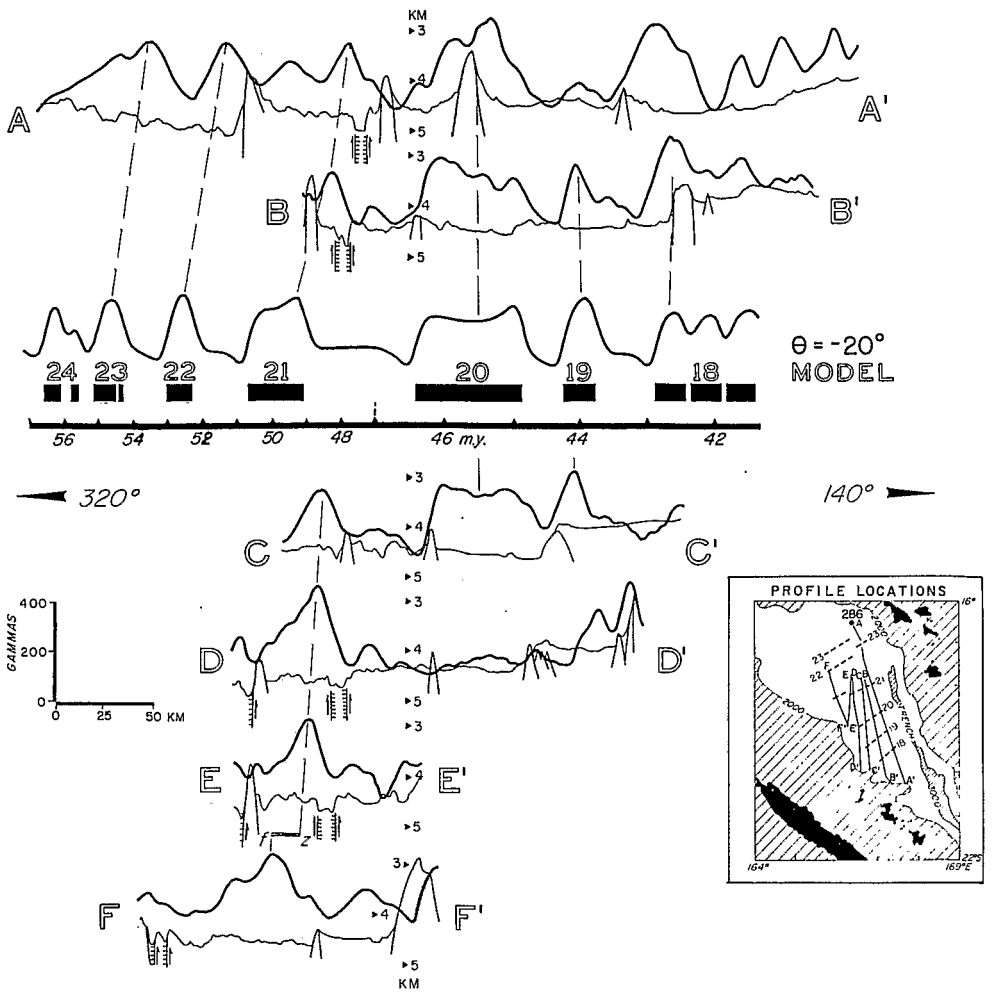 KM
▸3
▸4
A
A'
▸5
▸3
B
▸4
B'
▸5
θ = -20°
MODEL
24 23 22 21 20 19 18
56 54 52 50 48 46 m.y. 44 42
320° 140°
▸3
▸4
C
C'
▸5
▸3
400
GAMMAS
200
0
0 25 50 KM
D
▸4
D'
▸5
▸3
E
▸4
E'
▸5
f z
3▸
F
▸4
F'
▸5
KM
PROFILE LOCATIONS
16°
286
A
2000
23
23
22 F
E D C B
21
2000
20
F' E'
TRENCH
19
18
D' C'
B' A'
22°S
164° 169°E